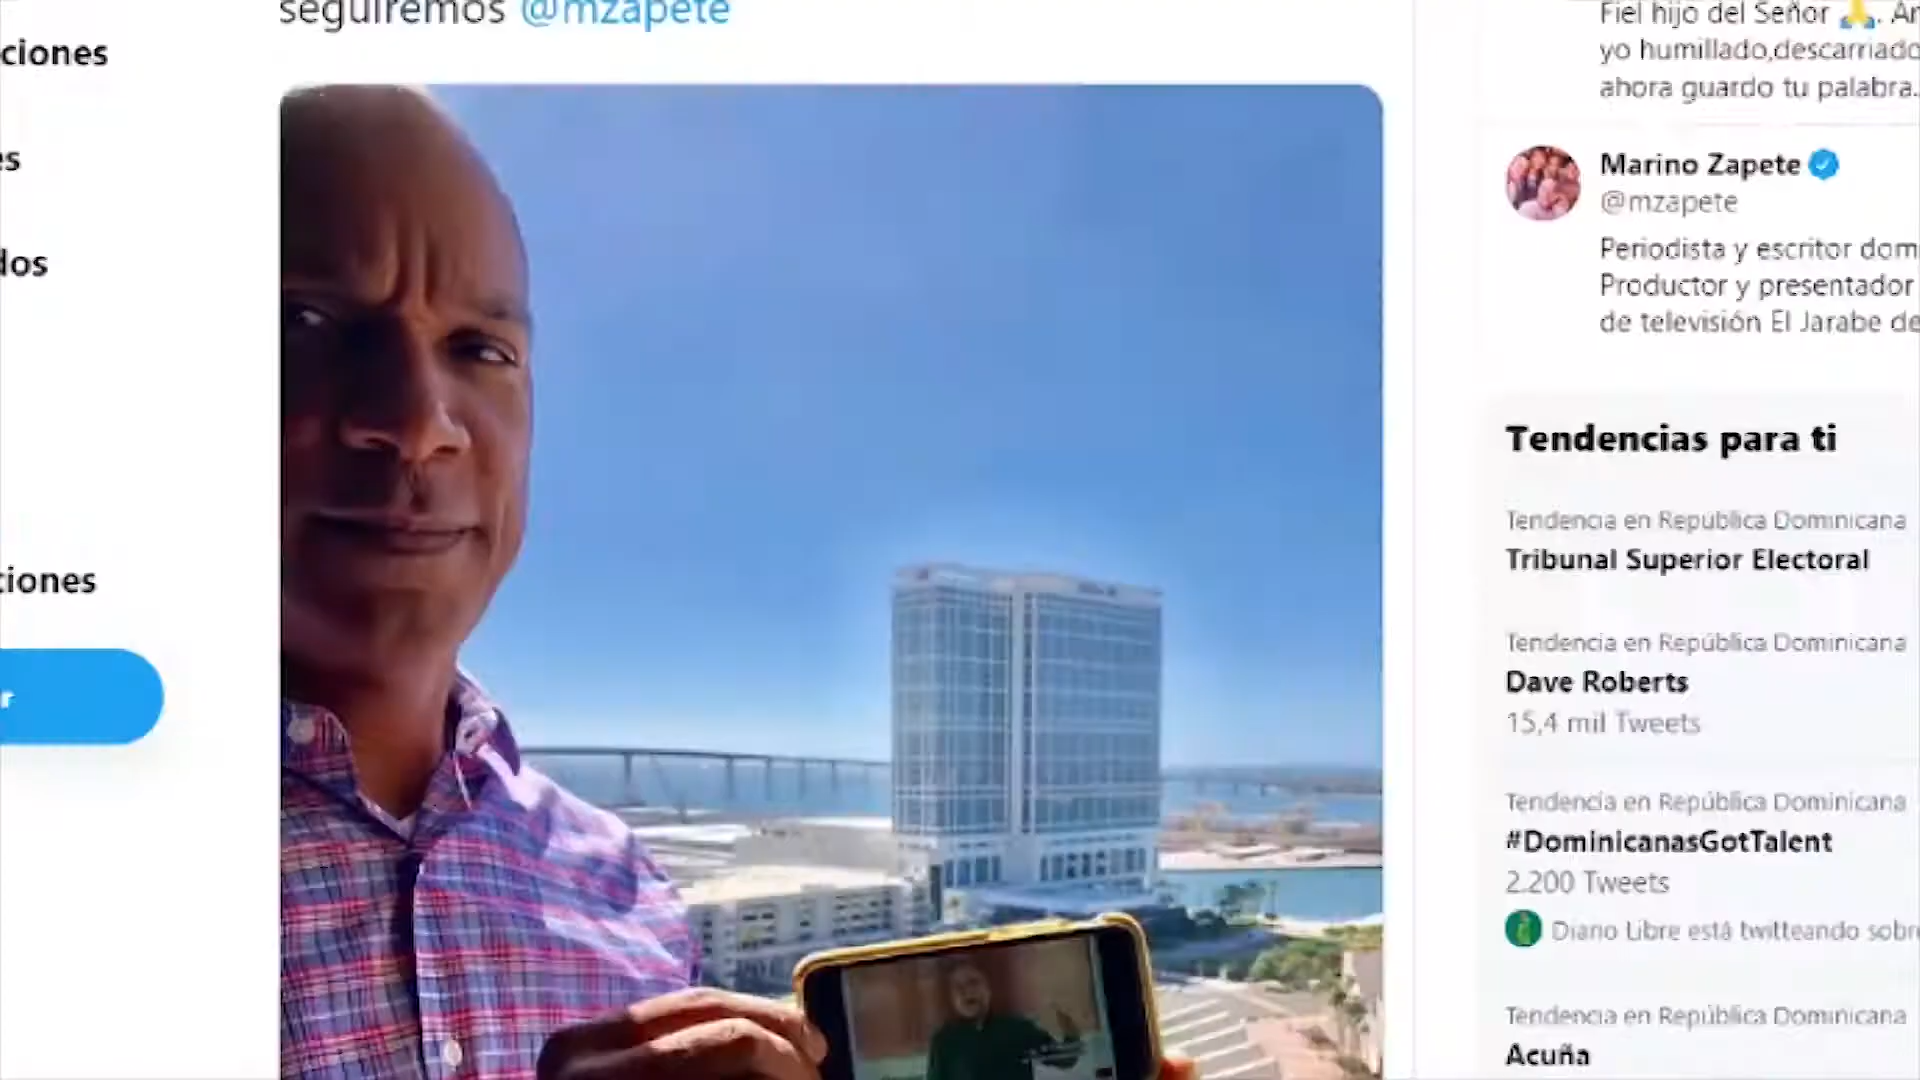 seguiremos @mzapete
ciones
es
dos
ciones
r
Fiel hijo del Señor 🙏. An
yo humillado,descarriado
ahora guardo tu palabra.
Marino Zapete
@mzapete
Periodista y escritor dom
Productor y presentador
de televisión El Jarabe de
Tendencias para ti
Tendencia en República Dominicana
Tribunal Superior Electoral
Tendencia en República Dominicana
Dave Roberts
15,4 mil Tweets
Tendencia en República Dominicana
#DominicanasGotTalent
2.200 Tweets
Diario Libre está twitteando sobre
Tendencia en República Dominicana
Acuña